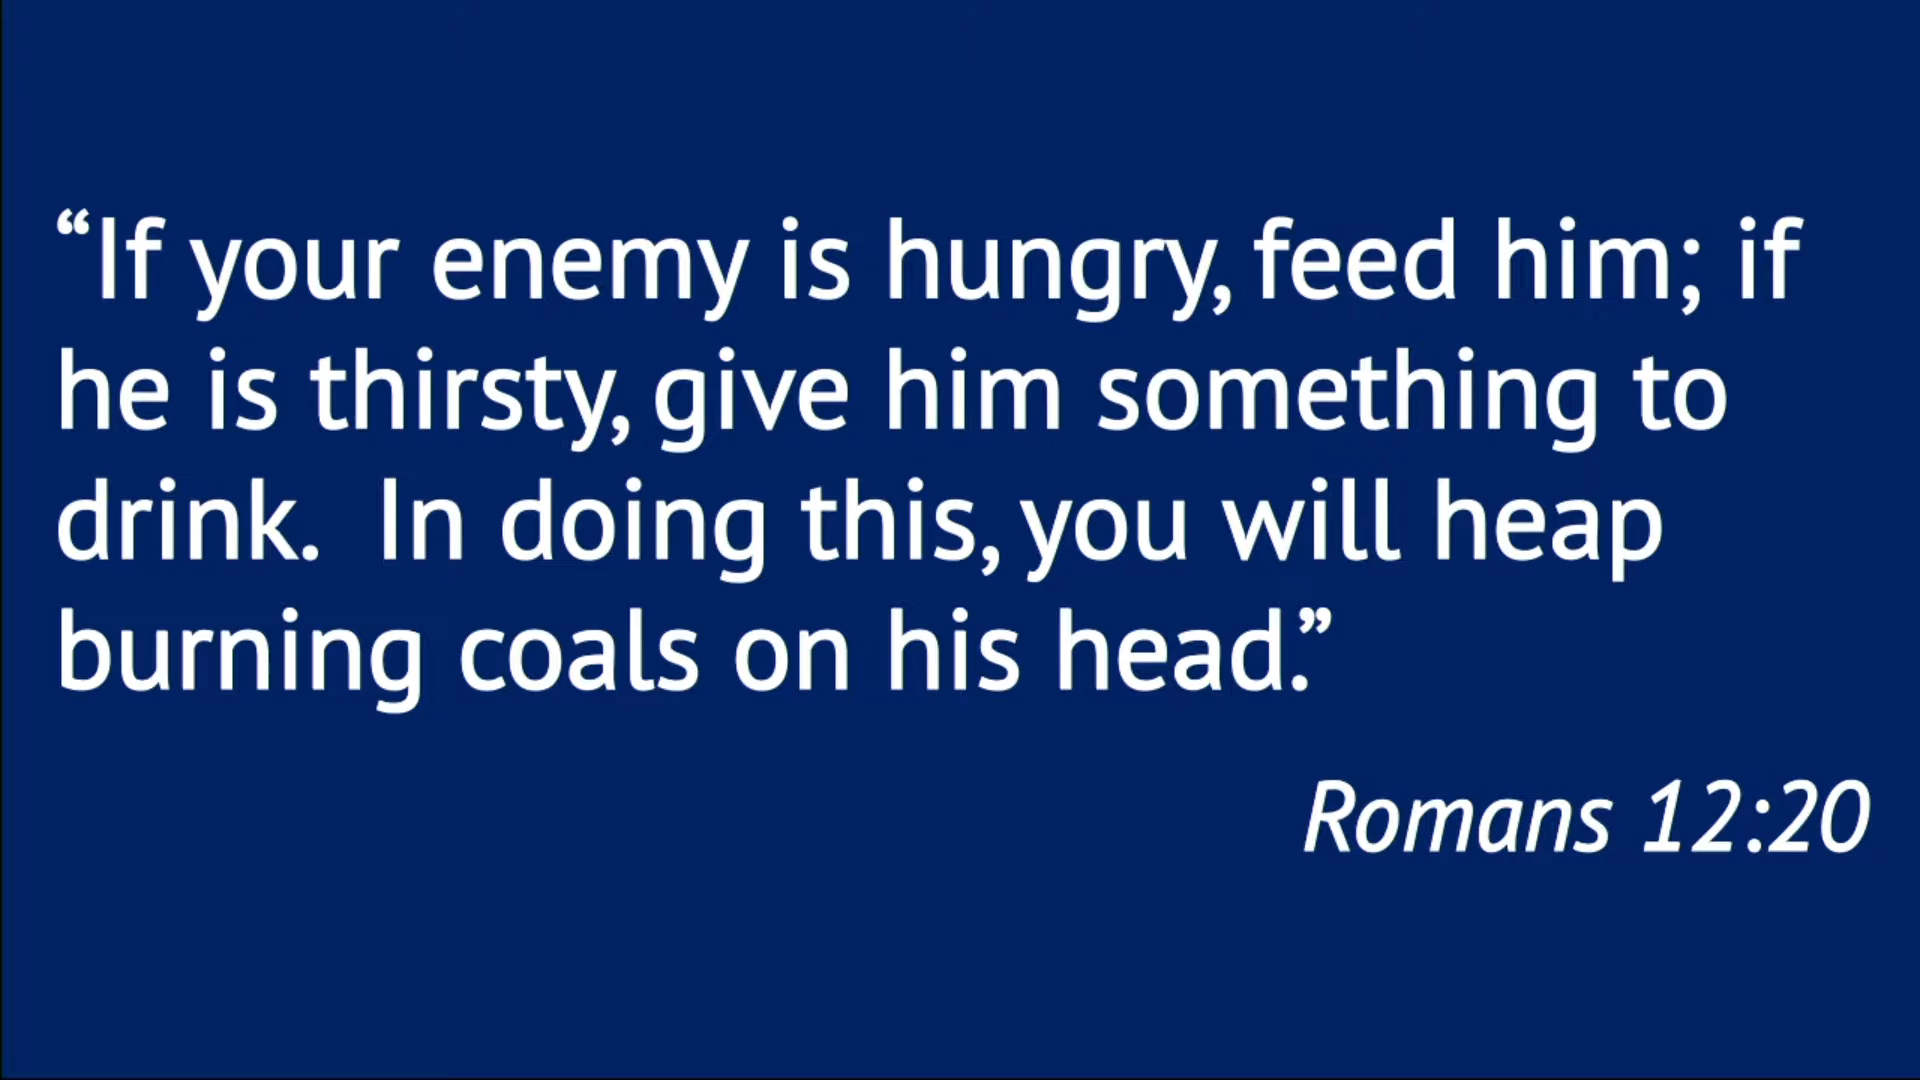 “If your enemy is hungry, feed him; if
he is thirsty, give him something to
drink.  In doing this, you will heap
burning coals on his head.”
Romans 12:20